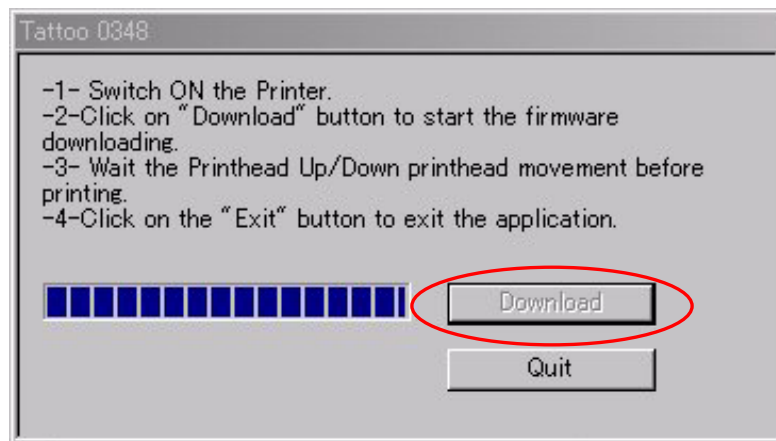 Tattoo 0348
-1- Switch ON the Printer.
-2-Click on "Download" button to start the firmware
downloading.
-3- Wait the Printhead Up/Down printhead movement before
printing.
-4-Click on the "Exit" button to exit the application.
Download
Quit